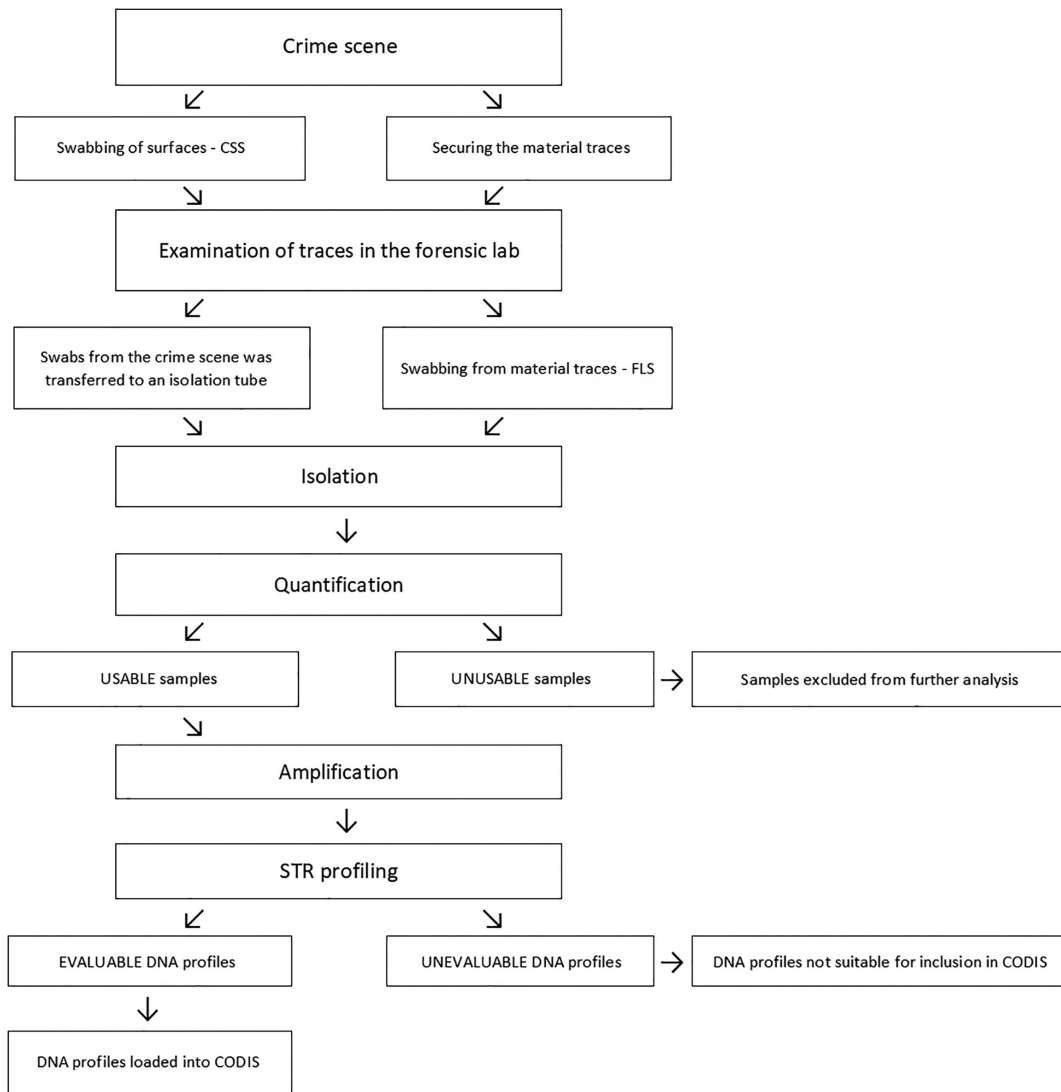 Crime scene
Swabbing of surfaces - CSS
Securing the material traces
Examination of traces in the forensic lab
Swabs from the crime scene was
transferred to an isolation tube
Swabbing from material traces - FLS
Isolation
Quantification
USABLE samples
UNUSABLE samples
Samples excluded from further analysis
Amplification
STR profiling
EVALUABLE DNA profiles
UNEVALUABLE DNA profiles
DNA profiles not suitable for inclusion in CODIS
DNA profiles loaded into CODIS